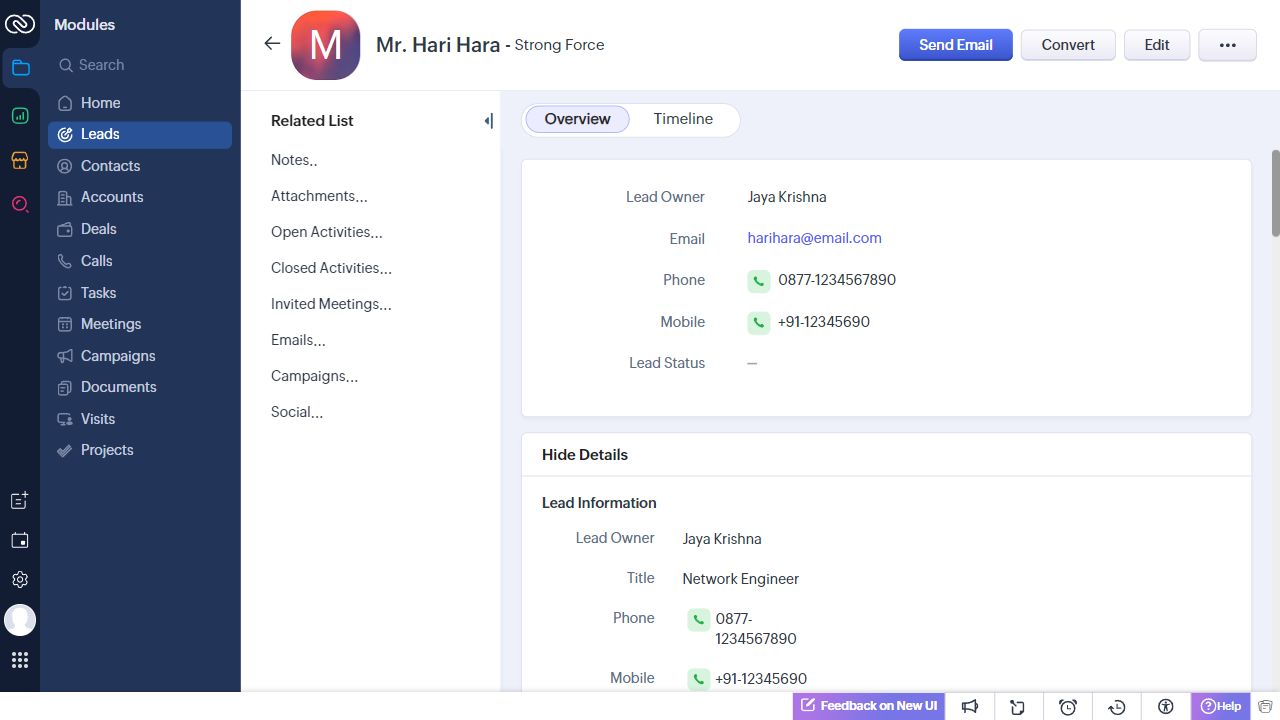 Modules
Search
Home
Leads
Contacts
Accounts
Deals
Calls
Tasks
Meetings
Campaigns
Documents
Visits
Projects
M
Mr. Hari Hara - Strong Force
Send Email
Convert
Edit
•••
Related List
Notes..
Attachments...
Open Activities...
Closed Activities...
Invited Meetings...
Emails...
Campaigns...
Social...
Overview
Timeline
Lead Owner Jaya Krishna
Email harihara@email.com
Phone 0877-1234567890
Mobile +91-12345690
Lead Status —
Hide Details
Lead Information
Lead Owner Jaya Krishna
Title Network Engineer
Phone 0877-
1234567890
Mobile +91-12345690
Feedback on New UI
Help